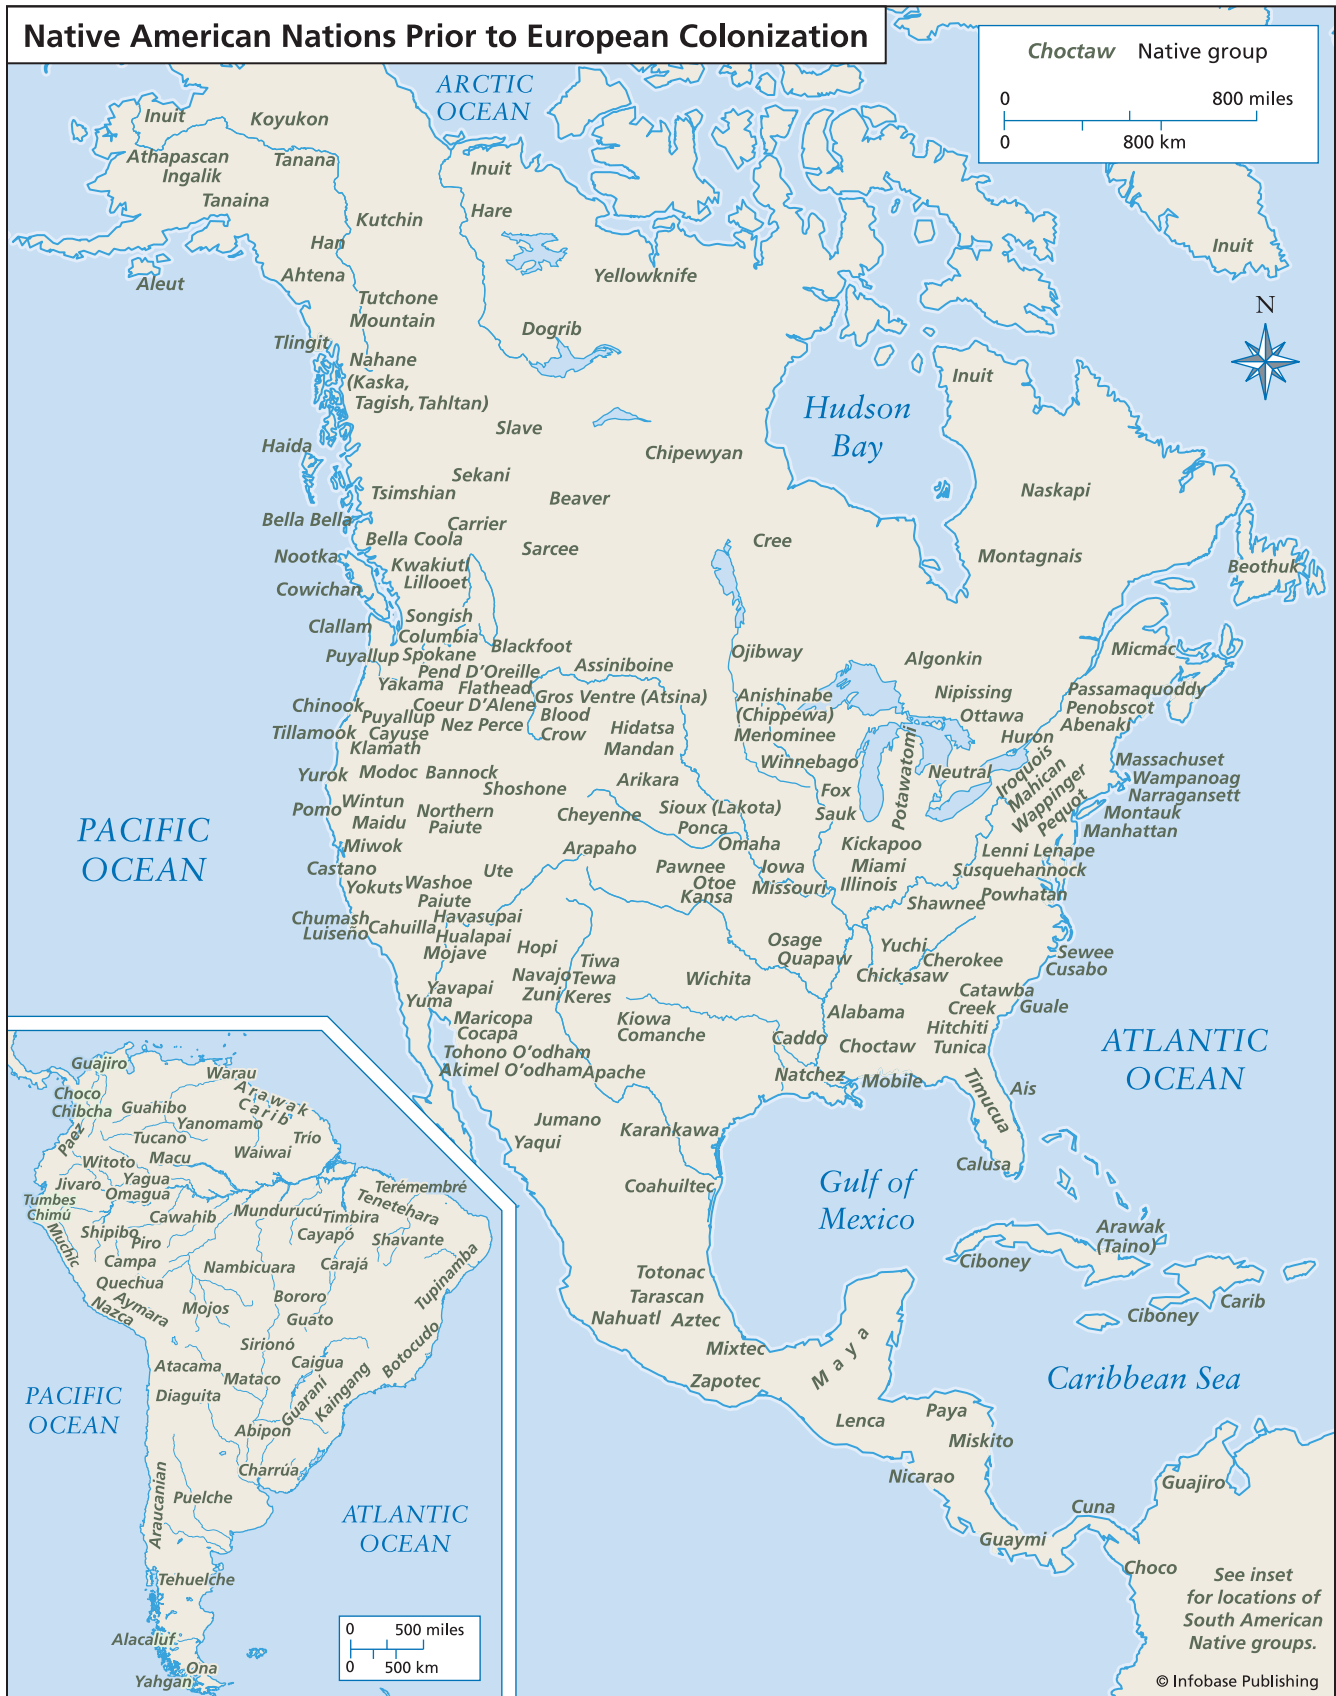 Native American Nations Prior to European Colonization
Choctaw Native group
0 800 miles
0 800 km
ARCTIC
OCEAN
Inuit
Koyukon
Athapascan
Ingalik
Tanana
Tanaina
Inuit
Hare
Kutchin
Han
Ahtena
Aleut
Yellowknife
Inuit
N
Tutchone
Mountain
Dogrib
Tlingit
Nahane
(Kaska,
Tagish, Tahltan)
Inuit
Hudson
Bay
Slave
Haida
Chipewyan
Sekani
Tsimshian
Beaver
Naskapi
Bella Bella
Carrier
Bella Coola
Sarcee
Cree
Nootka
Kwakiutl
Lillooet
Montagnais
Beothuk
Cowichan
Songish
Clallam
Columbia
Blackfoot
Puyallup
Spokane
Pend D'Oreille
Assiniboine
Ojibway
Algonkin
Micmac
Yakama
Flathead
Gros Ventre (Atsina)
Anishinabe
(Chippewa)
Menominee
Nipissing
Ottawa
Huron
Passamaquoddy
Penobscot
Abenaki
Chinook
Coeur D'Alene
Puyallup
Nez Perce
Blood
Crow
Hidatsa
Mandan
Tillamook
Cayuse
Klamath
Winnebago
Potawatomi
Neutral
Iroquois
Mahican
Wappinger
Pequot
Massachuset
Wampanoag
Narragansett
Montauk
Manhattan
Yurok
Modoc
Bannock
Shoshone
Arikara
Fox
Sauk
Pomo
Wintun
Maidu
Northern
Paiute
Cheyenne
Sioux (Lakota)
Ponca
Omaha
Kickapoo
PACIFIC
OCEAN
Miwok
Arapaho
Lenni Lenape
Castano
Yokuts
Washoe
Paiute
Ute
Pawnee
Otoe
Kansa
Iowa
Missouri
Miami
Illinois
Susquehannock
Shawnee
Powhatan
Chumash
Luiseño
Cahuilla
Havasupai
Hualapai
Mojave
Hopi
Osage
Quapaw
Yuchi
Cherokee
Chickasaw
Sewee
Cusabo
Tiwa
Navajo
Tewa
Zuni
Keres
Wichita
Yavapai
Yuma
Catawba
Creek
Guale
Alabama
Maricopa
Cocapa
Kiowa
Comanche
Hitchiti
Tunica
Caddo
Choctaw
Tohono O'odham
Akimel O'odham
Apache
Natchez
Mobile
Timucua
Ais
ATLANTIC
OCEAN
Jumano
Yaqui
Karankawa
Calusa
Coahuiltec
Gulf of
Mexico
Arawak
(Taino)
Ciboney
Ciboney
Carib
Totonac
Tarascan
Nahuatl
Aztec
Mixtec
Zapotec
Maya
Caribbean Sea
Lenca
Paya
Miskito
Nicarao
Guajiro
Cuna
Guaymi
Choco
See inset
for locations of
South American
Native groups.
© Infobase Publishing
Guajiro
Warau
Arawak
Carib
Choco
Chibcha
Guahibo
Yanomamo
Paez
Tucano
Trio
Waiwai
Witoto
Macu
Jivaro
Yagua
Omagua
Terémembré
Tenetehara
Tumbes
Chimú
Cawahib
Mundurucú
Timbira
Muchic
Shipibo
Piro
Cayapó
Shavante
Campa
Nambicuara
Carajá
Tupinamba
Quechua
Aymara
Nazca
Mojos
Bororo
Guato
Sirionó
Botocudo
Atacama
Mataco
Caigua
Diaguita
Guarani
Kaingang
PACIFIC
OCEAN
Abipon
Charrúa
Araucanian
Puelche
ATLANTIC
OCEAN
Tehuelche
0 500 miles
0 500 km
Alacaluf
Ona
Yahgan